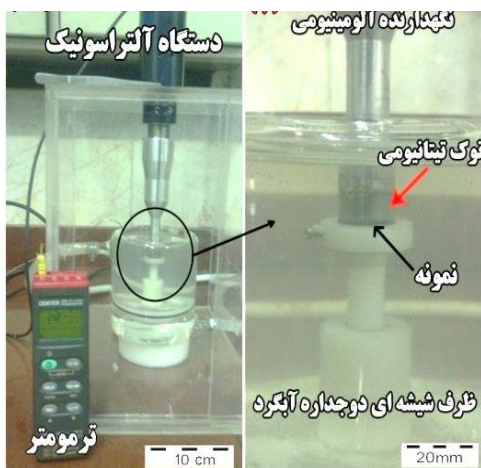 دستگاه آلتراسونیک
ترمومتر
10 cm
نگهدارنده آلومینیومی
نوک تیتانیومی
نمونه
ظرف شیشه ای دوجداره آبگرد
20mm